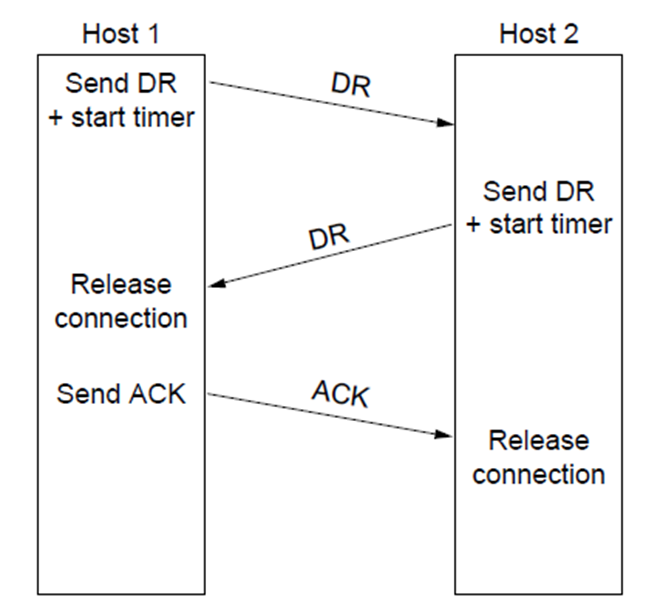 Host 1
Host 2
Send DR
+ start timer
DR
Send DR
+ start timer
DR
Release
connection
Send ACK
ACK
Release
connection